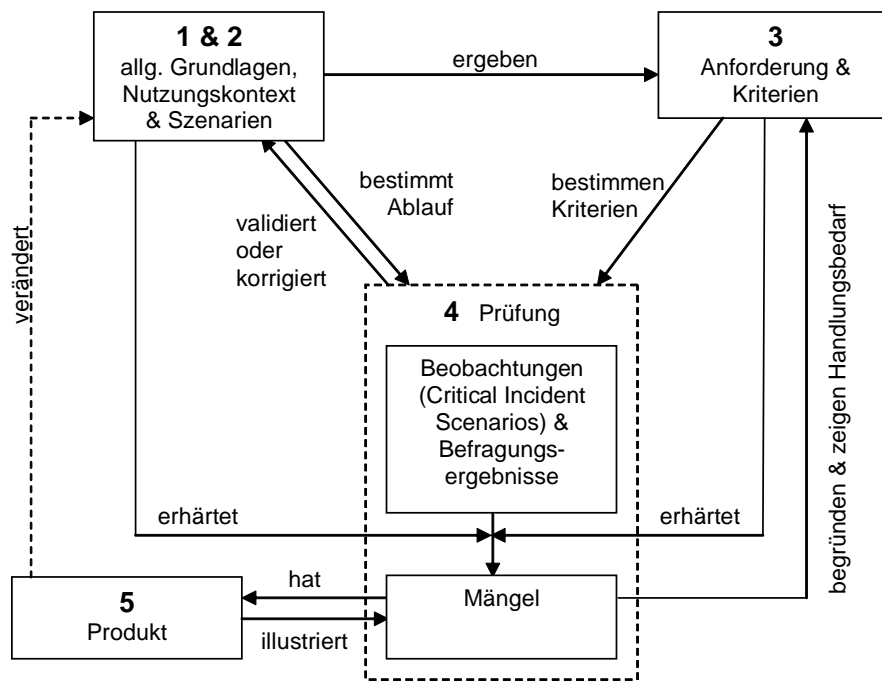 1 & 2
allg. Grundlagen,
Nutzungskontext
& Szenarien
ergeben
3
Anforderung &
Kriterien
verändert
validiert
oder
korrigiert
bestimmt
Ablauf
bestimmen
Kriterien
begründen & zeigen Handlungsbedarf
4 Prüfung
Beobachtungen
(Critical Incident
Scenarios) &
Befragungs-
ergebnisse
erhärtet
erhärtet
5
Produkt
hat
illustriert
Mängel